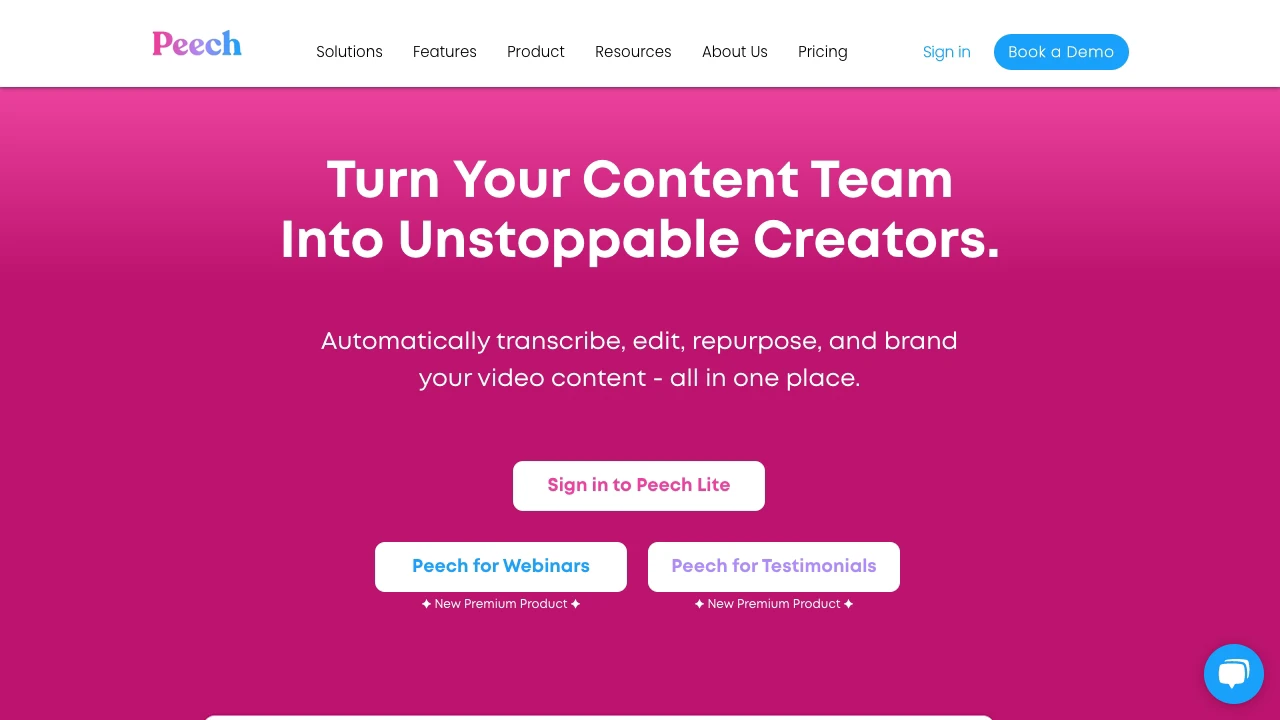 Peech
Solutions
Features
Product
Resources
About Us
Pricing
Sign in
Book a Demo
Turn Your Content Team
Into Unstoppable Creators.
Automatically transcribe, edit, repurpose, and brand
your video content - all in one place.
Sign in to Peech Lite
Peech for Webinars
Peech for Testimonials
✦ New Premium Product ✦
✦ New Premium Product ✦